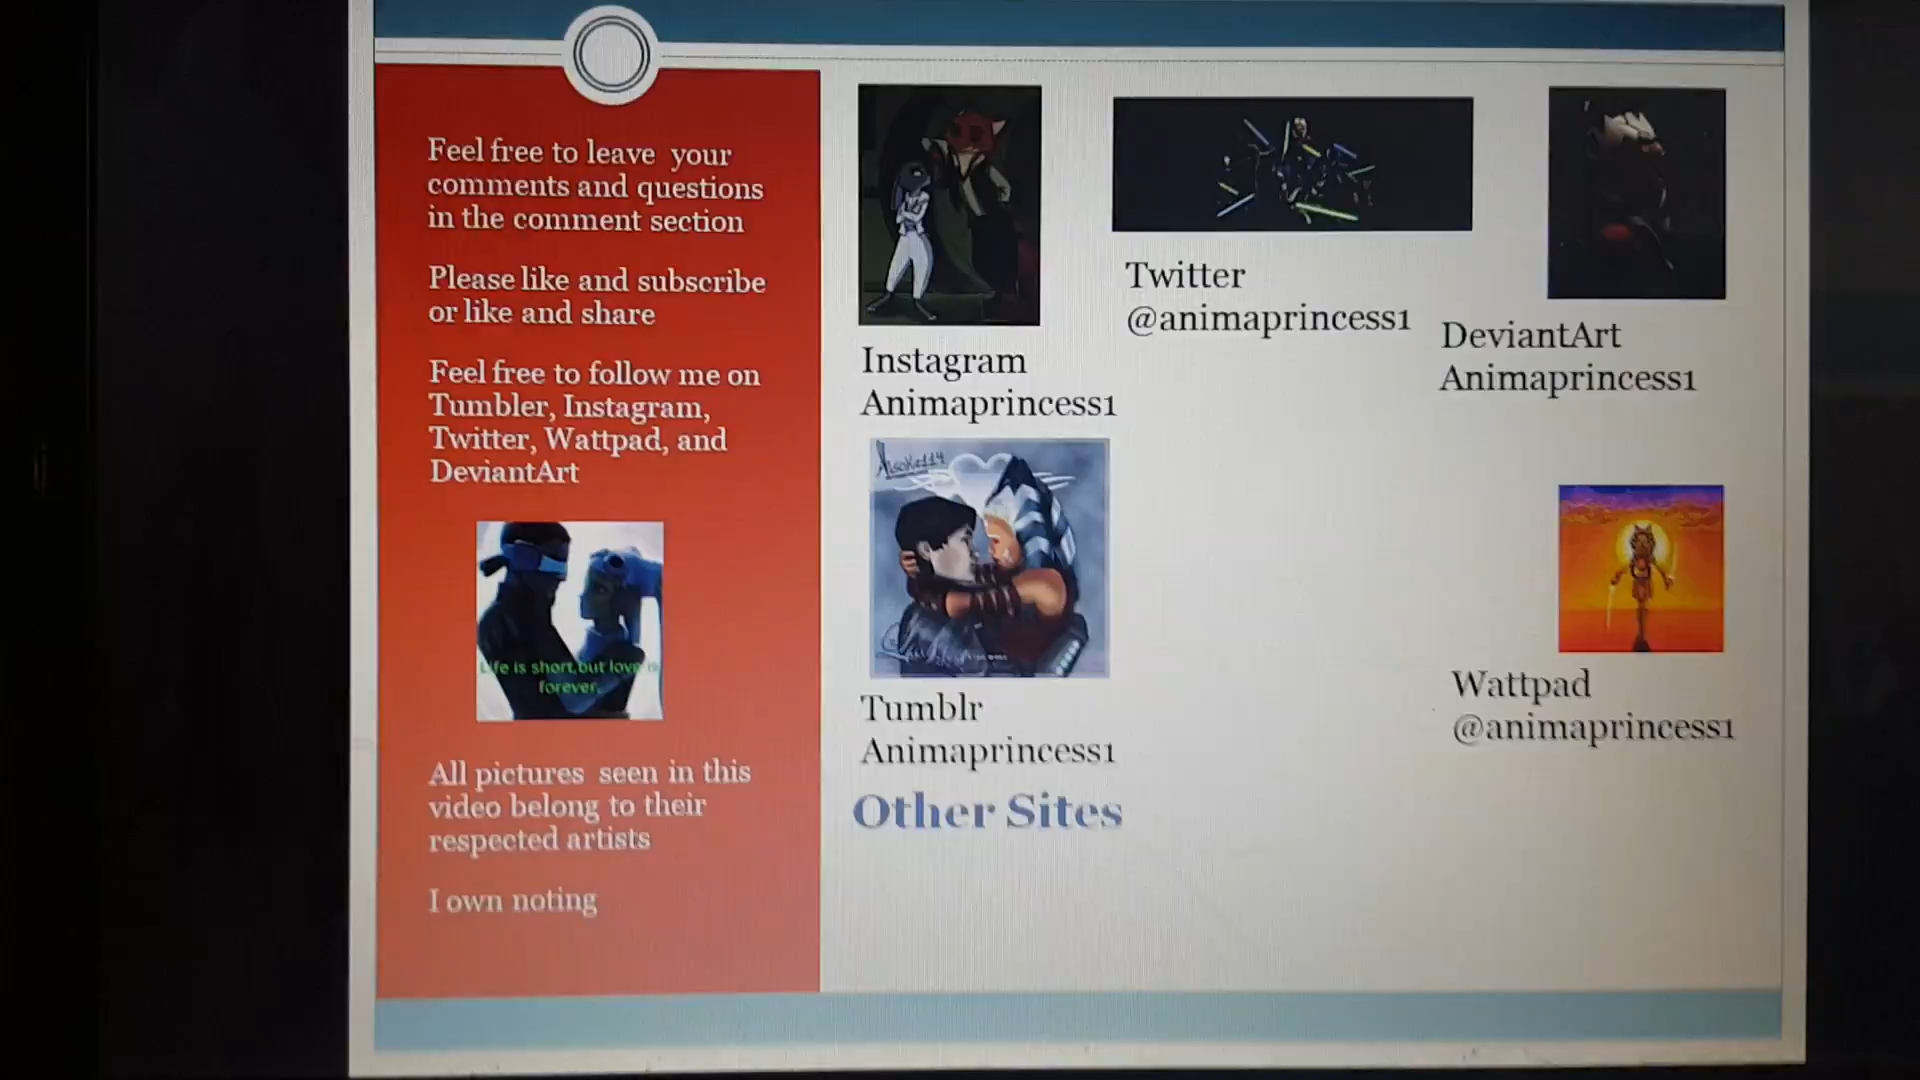 Feel free to leave your
comments and questions
in the comment section
Please like and subscribe
or like and share
Feel free to follow me on
Tumbler, Instagram,
Twitter, Wattpad, and
DeviantArt
Life is short, but love is
forever.
All pictures seen in this
video belong to their
respected artists
I own noting
Instagram
Animaprincess1
Twitter
@animaprincess1
DeviantArt
Animaprincess1
Ahsoka114
Tumblr
Animaprincess1
Wattpad
@animaprincess1
Other Sites